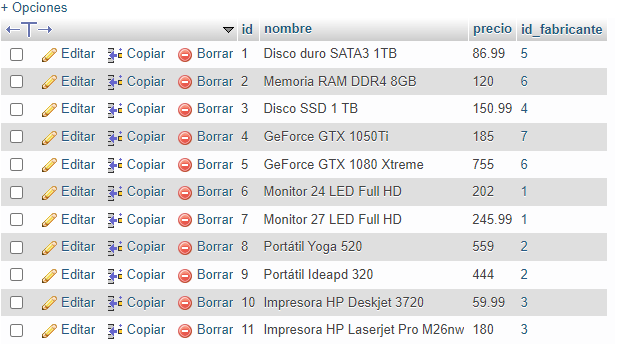 + Opciones
id nombre precio id_fabricante
Editar Copiar Borrar 1 Disco duro SATA3 1TB 86.99 5
Editar Copiar Borrar 2 Memoria RAM DDR4 8GB 120 6
Editar Copiar Borrar 3 Disco SSD 1 TB 150.99 4
Editar Copiar Borrar 4 GeForce GTX 1050Ti 185 7
Editar Copiar Borrar 5 GeForce GTX 1080 Xtreme 755 6
Editar Copiar Borrar 6 Monitor 24 LED Full HD 202 1
Editar Copiar Borrar 7 Monitor 27 LED Full HD 245.99 1
Editar Copiar Borrar 8 Portátil Yoga 520 559 2
Editar Copiar Borrar 9 Portátil Ideapd 320 444 2
Editar Copiar Borrar 10 Impresora HP Deskjet 3720 59.99 3
Editar Copiar Borrar 11 Impresora HP Laserjet Pro M26nw 180 3